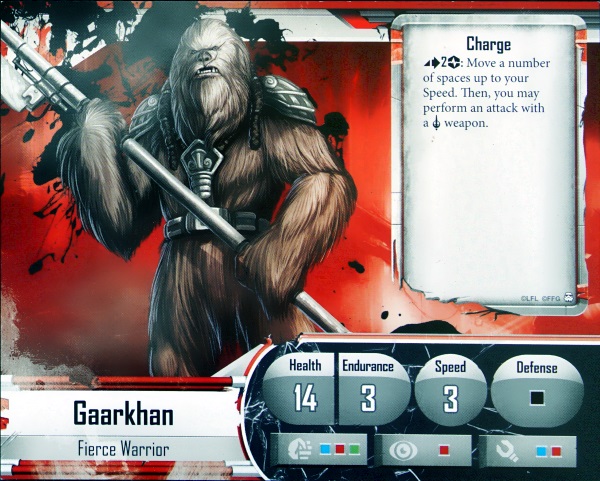 Charge
2: Move a number
of spaces up to your
Speed. Then, you may
perform an attack with
a weapon.
©LFL ©FFG
Health
14
Endurance
3
Speed
3
Defense
Gaarkhan
Fierce Warrior